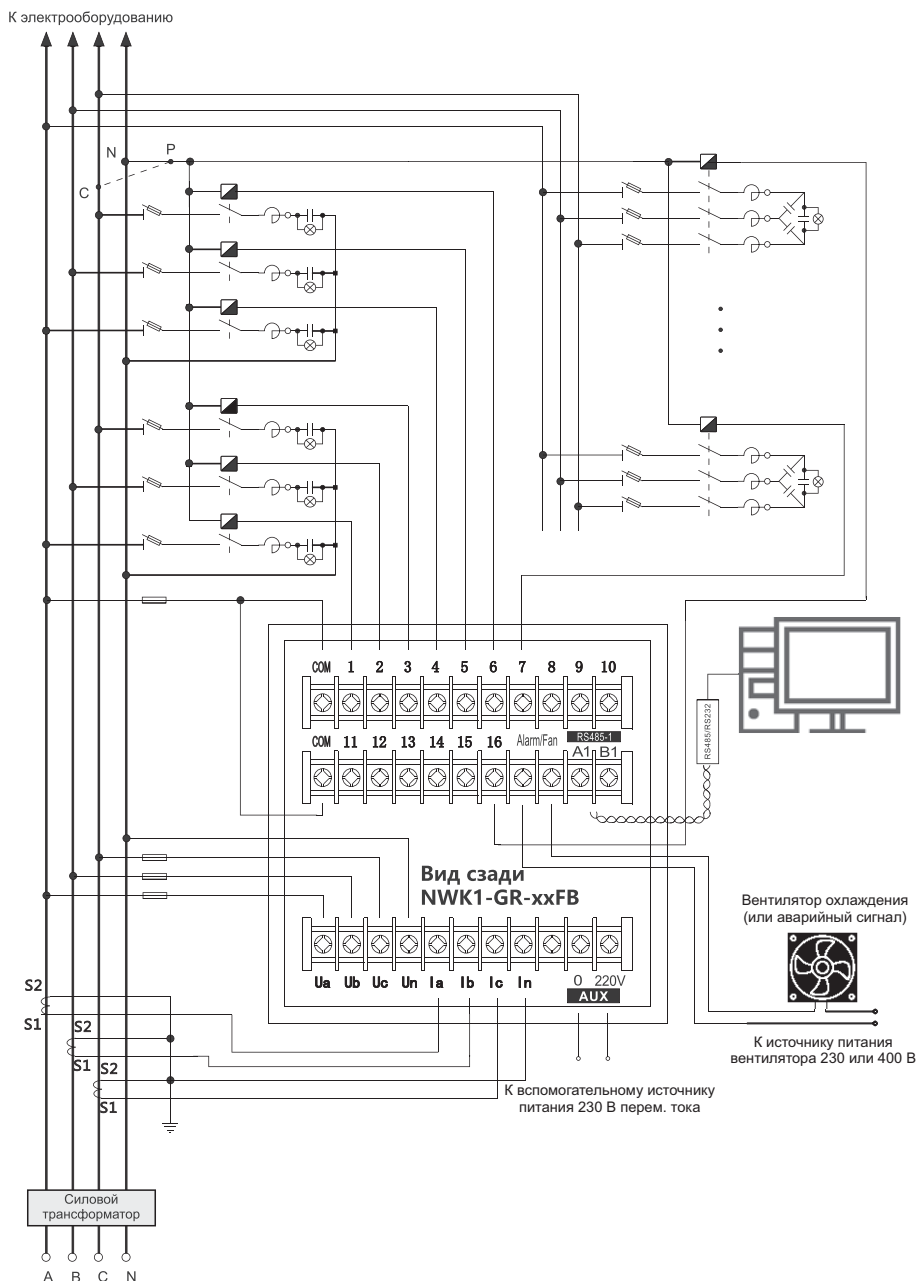 К электрооборудованию
N
P
C
COM 1 2 3 4 5 6 7 8 9 10
COM 11 12 13 14 15 16 Alarm/Fan RS485-1
A1 B1
RS485/RS232
Вид сзади
NWK1-GR-xxFB
Вентилятор охлаждения
(или аварийный сигнал)
Ua Ub Uc Un Ia Ib Ic In 0 220V
AUX
S2
S1
S2
S1
S2
S1
К источнику питания
вентилятора 230 или 400 В
К вспомогательному источнику
питания 230 В перем. тока
Силовой
трансформатор
A B C N